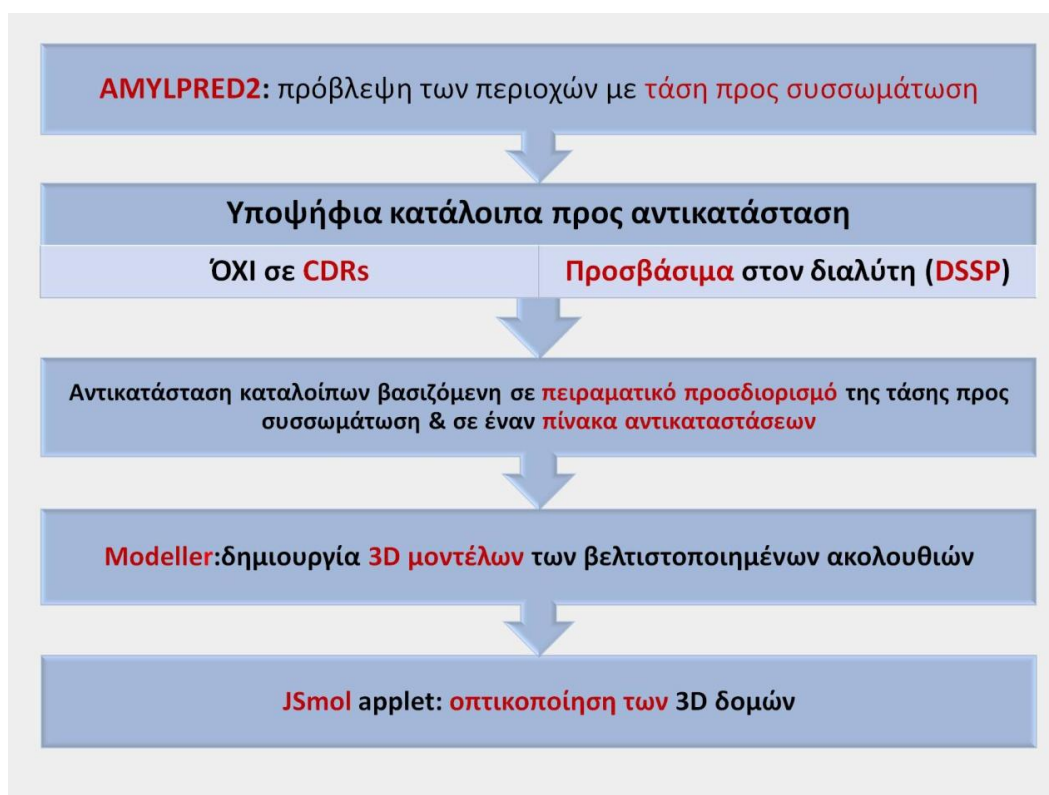 AMYLPRED2: πρόβλεψη των περιοχών με τάση προς συσσωμάτωση
Υποψήφια κατάλοιπα προς αντικατάσταση
ΌΧΙ σε CDRs
Προσβάσιμα στον διαλύτη (DSSP)
Αντικατάσταση καταλοίπων βασιζόμενη σε πειραματικό προσδιορισμό της τάσης προς
συσσωμάτωση & σε έναν πίνακα αντικαταστάσεων
Modeller:δημιουργία 3D μοντέλων των βελτιστοποιημένων ακολουθιών
JSmol applet: οπτικοποίηση των 3D δομών